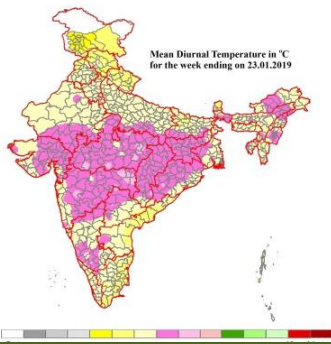 Mean Diurnal Temperature in °C
for the week ending on 23.01.2019